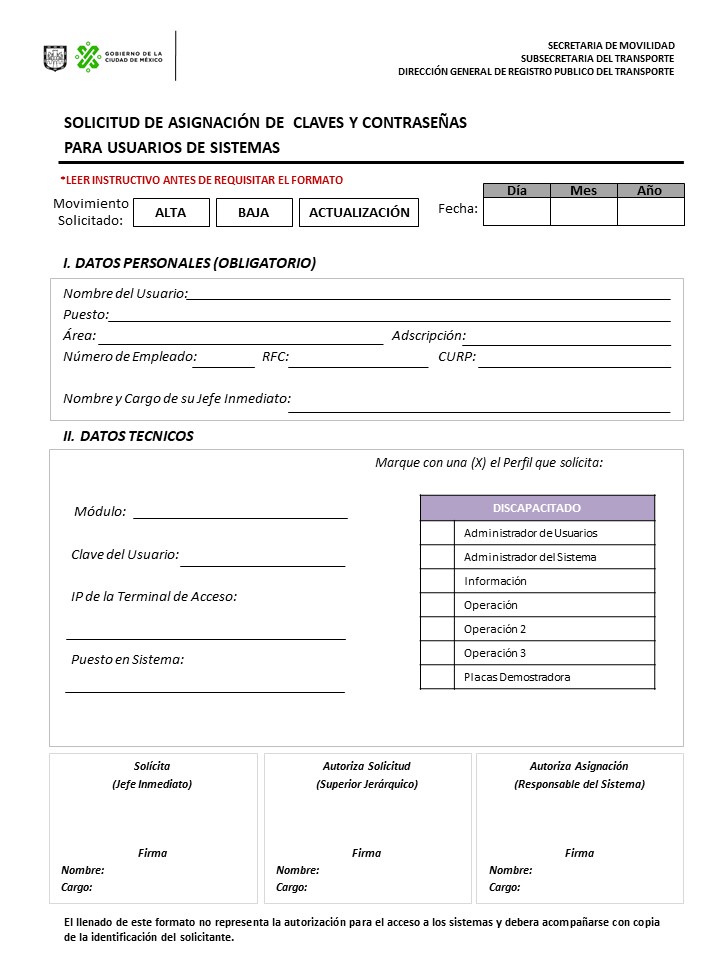 GOBIERNO DE LA
CIUDAD DE MÉXICO
SECRETARIA DE MOVILIDAD
SUBSECRETARIA DEL TRANSPORTE
DIRECCIÓN GENERAL DE REGISTRO PUBLICO DEL TRANSPORTE
SOLICITUD DE ASIGNACIÓN DE CLAVES Y CONTRASEÑAS
PARA USUARIOS DE SISTEMAS
*LEER INSTRUCTIVO ANTES DE REQUISITAR EL FORMATO
Movimiento
Solicitado:
ALTA BAJA ACTUALIZACIÓN
Fecha:
Día Mes Año
I. DATOS PERSONALES (OBLIGATORIO)
Nombre del Usuario:
Puesto:
Área: Adscripción:
Número de Empleado: RFC: CURP:
Nombre y Cargo de su Jefe Inmediato:
II. DATOS TECNICOS
Marque con una (X) el Perfil que solícita:
Módulo:
Clave del Usuario:
IP de la Terminal de Acceso:
Puesto en Sistema:
DISCAPACITADO
Administrador de Usuarios
Administrador del Sistema
Información
Operación
Operación 2
Operación 3
Placas Demostradora
Solícita
(Jefe Inmediato)
Firma
Nombre:
Cargo:
Autoriza Solicitud
(Superior Jerárquico)
Firma
Nombre:
Cargo:
Autoriza Asignación
(Responsable del Sistema)
Firma
Nombre:
Cargo:
El llenado de este formato no representa la autorización para el acceso a los sistemas y debera acompañarse con copia
de la identificación del solicitante.